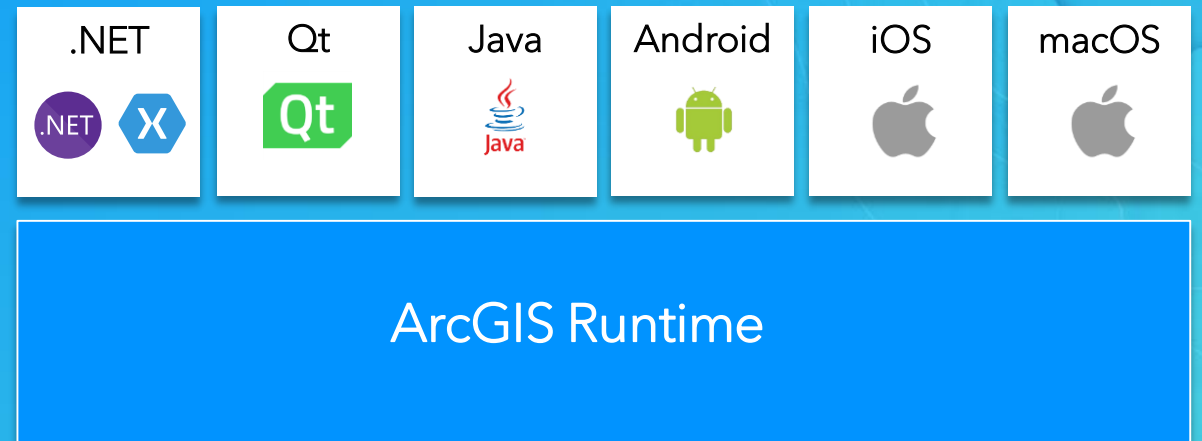 .NET
Qt
Java
Android
iOS
macOS
.NET
X
Qt
Java
ArcGIS Runtime